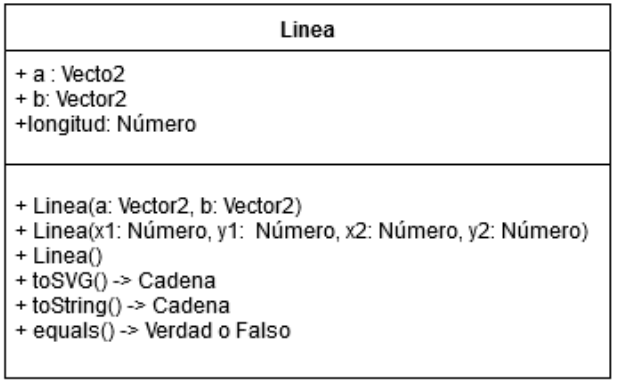 Linea
+ a : Vecto2
+ b: Vector2
+longitud: Número
+ Linea(a: Vector2, b: Vector2)
+ Linea(x1: Número, y1: Número, x2: Número, y2: Número)
+ Linea()
+ toSVG() -> Cadena
+ toString() -> Cadena
+ equals() -> Verdad o Falso